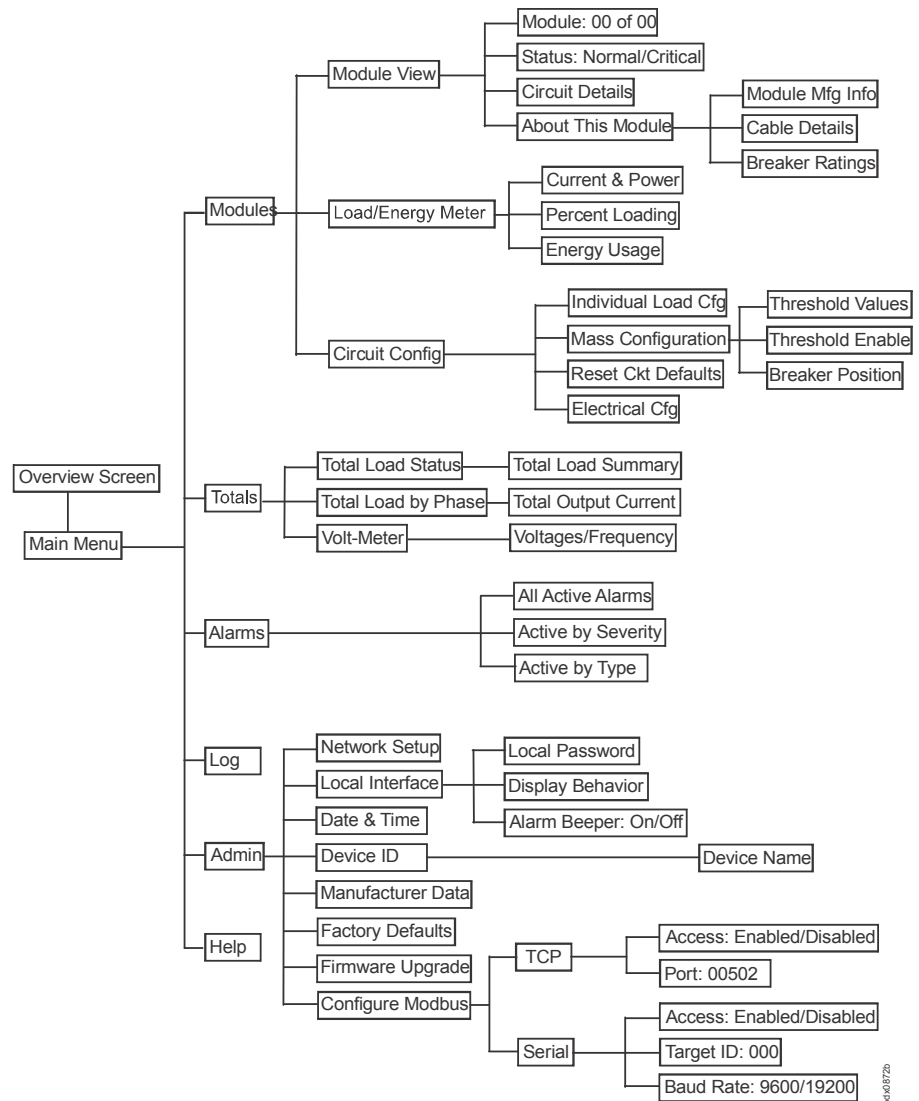 Overview Screen
Main Menu
Modules
Module View
Module: 00 of 00
Status: Normal/Critical
Circuit Details
About This Module
Module Mfg Info
Cable Details
Breaker Ratings
Load/Energy Meter
Current & Power
Percent Loading
Energy Usage
Circuit Config
Individual Load Cfg
Mass Configuration
Threshold Values
Threshold Enable
Breaker Position
Reset Ckt Defaults
Electrical Cfg
Totals
Total Load Status
Total Load Summary
Total Load by Phase
Total Output Current
Volt-Meter
Voltages/Frequency
Alarms
All Active Alarms
Active by Severity
Active by Type
Log
Admin
Network Setup
Local Interface
Local Password
Display Behavior
Alarm Beeper: On/Off
Date & Time
Device ID
Device Name
Manufacturer Data
Factory Defaults
Firmware Upgrade
Configure Modbus
TCP
Access: Enabled/Disabled
Port: 00502
Serial
Access: Enabled/Disabled
Target ID: 000
Baud Rate: 9600/19200
Help